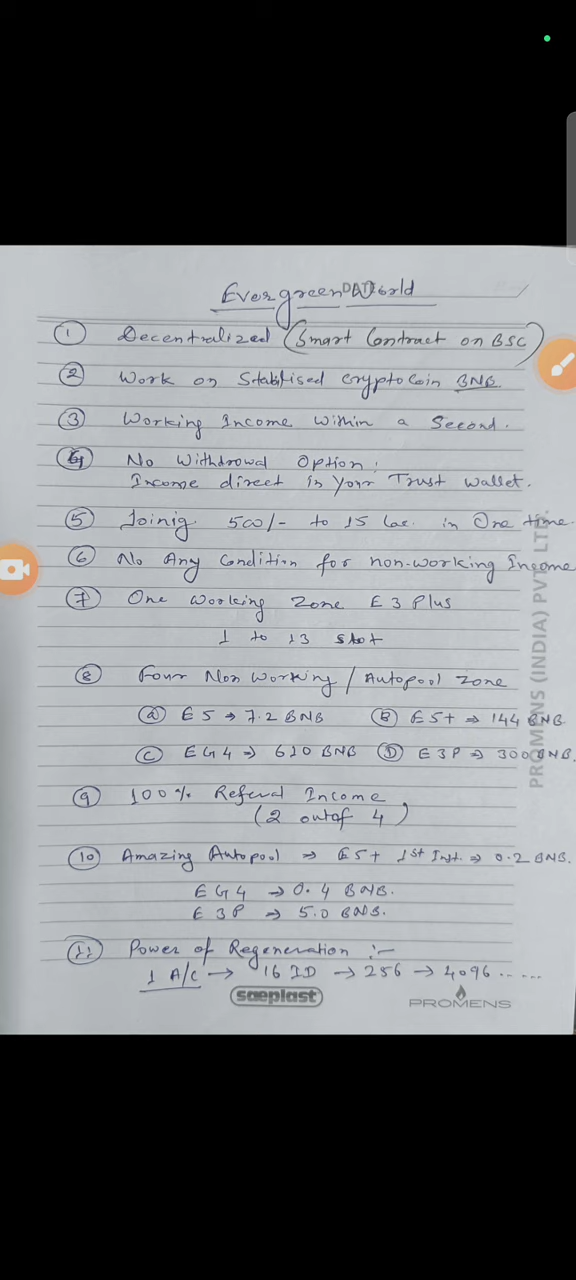 Evergreen World
DATE
① Decentralized (Smart Contract on BSC)
② Work on Stablised crypto Coin BNB
③ Working Income within a Second.
④ No Withdrowal Option!
Income direct in your Trust wallet.
⑤ Joinig 500/- to 15 Lac. in One time.
⑥ No Any Condition for non-working Income
⑦ One Working Zone E3 Plus
1 to 13 slot
⑧ Four Non Working / Autopool Zone
ⓐ E5 → 7.2 BNB Ⓑ E5+ ⇒ 144 BNB
Ⓒ EG4 ⇒ 610 BNB Ⓓ E3P ⇒ 300 BNB.
⑨ 100% Referal Income
(2 outof 4)
⑩ Amazing Autopool ⇒ E5+ 1st Inst. ⇒ 0.2 BNB.
EG4 → 0.4 BNB.
E3P ⇒ 5.0 BNB.
⑪ Power of Regeneration :-
1 A/C → 16 ID → 256 → 4096 ......
saeplast
PROMENS
PROMENS (INDIA) PVT. LTD.